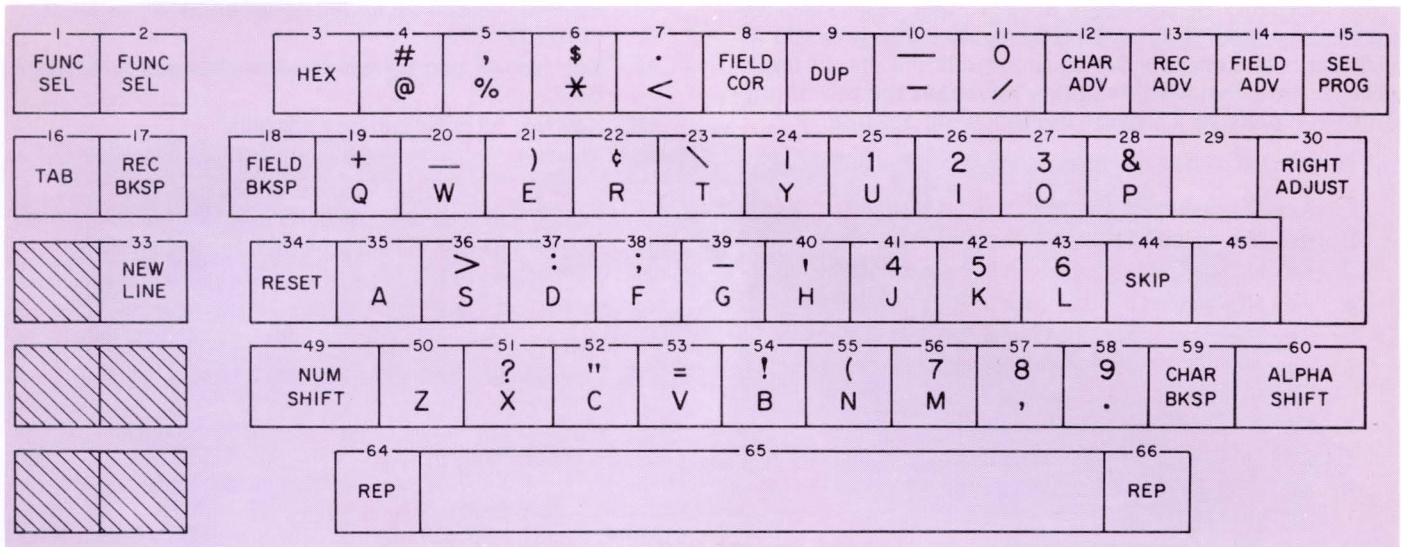 1 2 3 4 5 6 7 8 9 10 11 12 13 14 15
FUNC FUNC # , $ . FIELD 0 CHAR REC FIELD SEL
HEX DUP
SEL SEL @ % * < COR − / ADV ADV ADV PROG
16 17 18 19 20 21 22 23 24 25 26 27 28 29 30
TAB REC FIELD + _ ) ¢ \ | 1 2 3 & RIGHT
BKSP BKSP Q W E R T Y U I O P ADJUST
33 34 35 36 37 38 39 40 41 42 43 44 45
NEW > : ; ¬ ' 4 5 6
RESET SKIP
LINE A S D F G H J K L
49 50 51 52 53 54 55 56 57 58 59 60
NUM ? " = ! ( 7 8 9 CHAR ALPHA
SHIFT Z X C V B N M , . BKSP SHIFT
64 65 66
REP REP